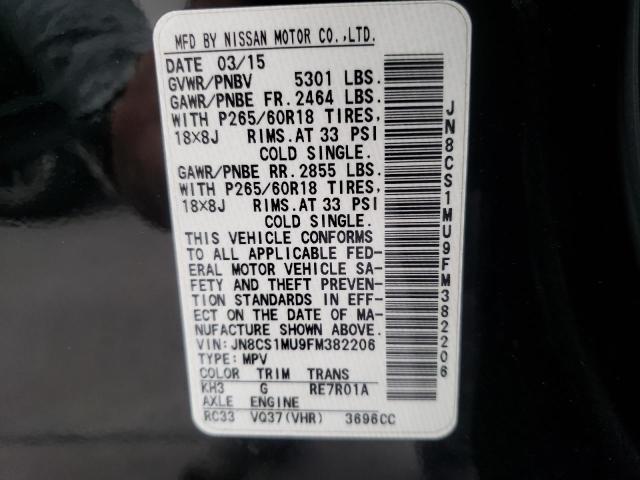 MFD BY NISSAN MOTOR CO.,LTD.
DATE 03/15
GVWR/PNBV 5301 LBS.
GAWR/PNBE FR. 2464 LBS.
WITH P265/60R18 TIRES,
18X8J RIMS.AT 33 PSI
COLD SINGLE.
GAWR/PNBE RR. 2855 LBS.
WITH P265/60R18 TIRES,
18X8J RIMS.AT 33 PSI
COLD SINGLE.
THIS VEHICLE CONFORMS
TO ALL APPLICABLE FED-
ERAL MOTOR VEHICLE SA-
FETY AND THEFT PREVEN-
TION STANDARDS IN EFF-
ECT ON THE DATE OF MA-
NUFACTURE SHOWN ABOVE.
VIN:JN8CS1MU9FM382206
TYPE:MPV
COLOR TRIM TRANS
KH3 G RE7R01A
AXLE ENGINE
RC33 VQ37(VHR) 3696CC
JN8CS1MU9FM382206